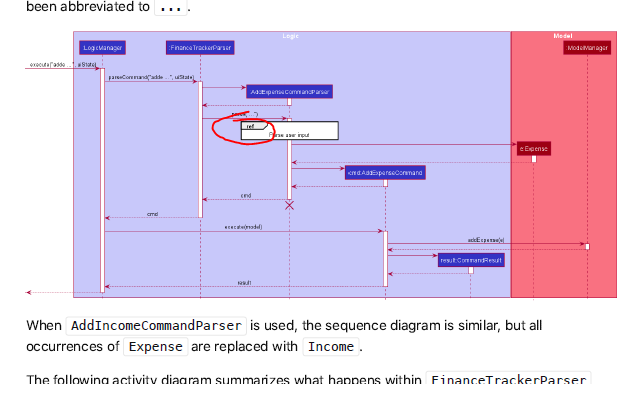 been abbreviated to ... .
Logic
Model
:LogicManager
:FinanceTrackerParser
:ModelManager
execute("adde ...", uiState)
parseCommand("adde ...", uiState)
:AddExpenseCommandParser
ref
Parse user input
e:Expense
cmd:AddExpenseCommand
cmd
cmd
execute(model)
addExpense(e)
result:CommandResult
result
When AddIncomeCommandParser is used, the sequence diagram is similar, but all
occurrences of Expense are replaced with Income .
The following activity diagram summarizes what happens within FinanceTrackerParser